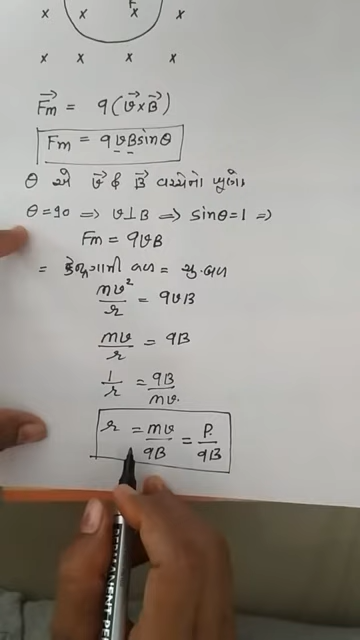 F
x x x x
x x x x
F⃗m = q(v⃗×B⃗)
Fm = qvBsinθ
θ એ v⃗ & B⃗ વચ્ચેનો ખૂણો
θ=90 ⇒ v⊥B ⇒ sinθ=1 ⇒
Fm = qvB
= કેન્દ્રગામી બળ = ચુ.બળ
mv²/r = qvB
mv/r = qB
1/r = qB/mv.
r = mv/qB = P/qB
PERMANENT